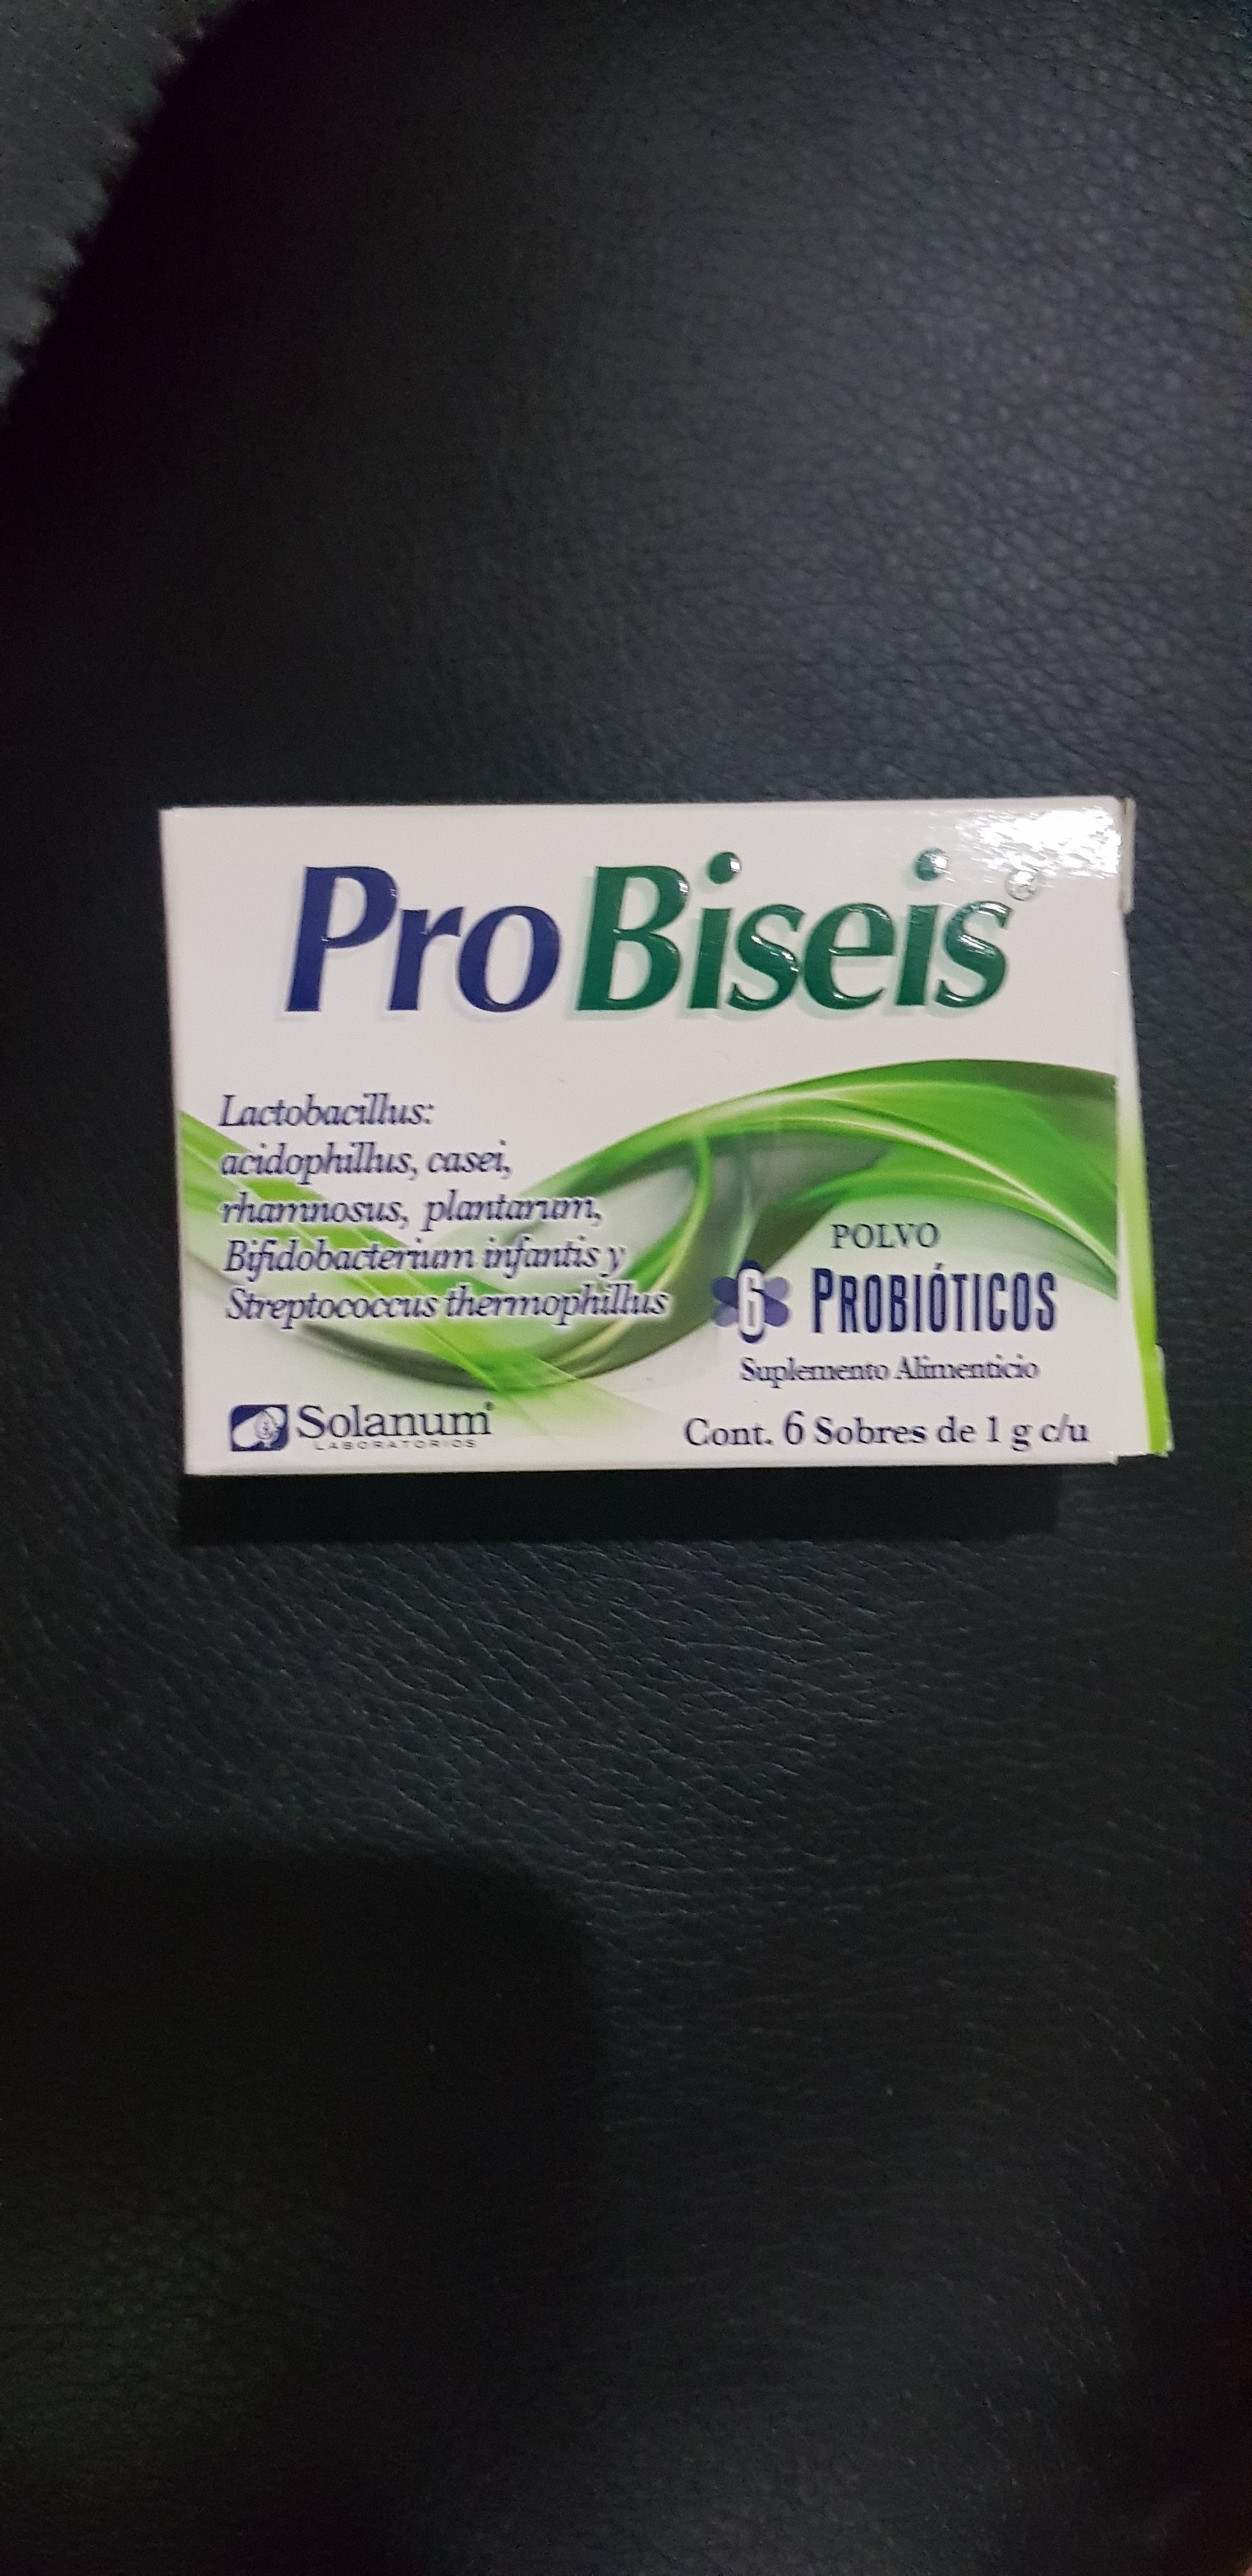 ProBiseis®
Lactobacillus:
acidophillus, casei,
rhamnosus, plantarum,
Bifidobacterium infantis y
Streptococcus thermophillus
POLVO
6 PROBIÓTICOS
Suplemento Alimenticio
Solanum®
LABORATORIOS
Cont. 6 Sobres de 1 g c/u